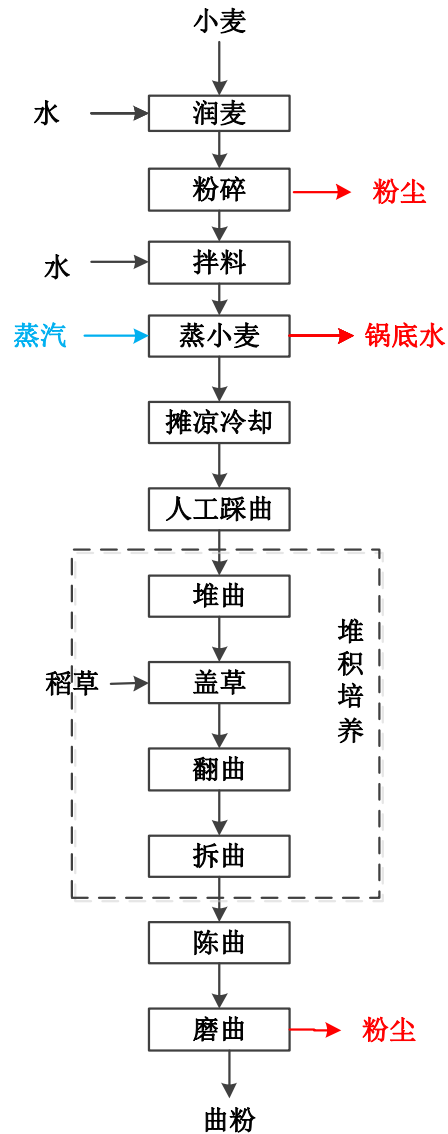 小麦
水
润麦
粉碎
粉尘
水
拌料
蒸汽
蒸小麦
锅底水
摊凉冷却
人工踩曲
堆曲
堆积培养
稻草
盖草
翻曲
拆曲
陈曲
磨曲
粉尘
曲粉